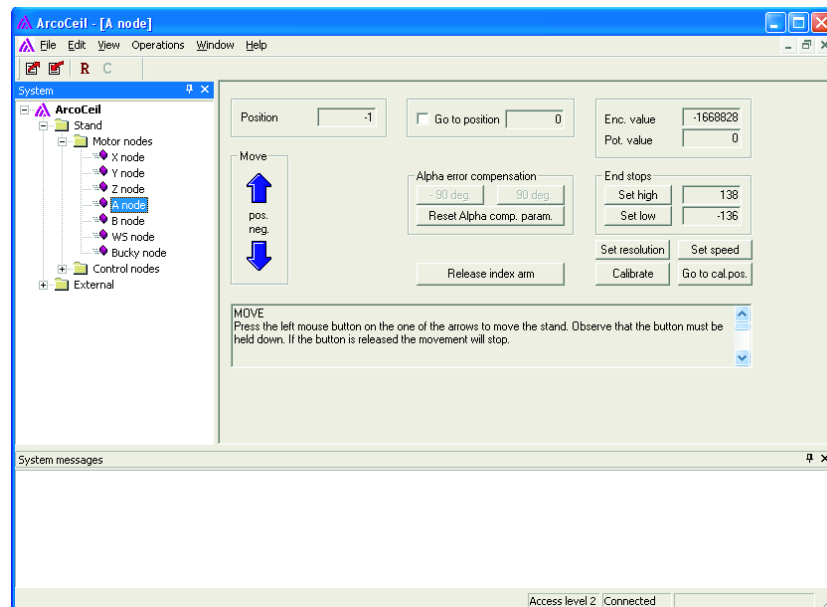 ArcoCeil - [A node]
File Edit View Operations Window Help
R C
System
ArcoCeil
Stand
Motor nodes
X node
Y node
Z node
A node
B node
WS node
Bucky node
Control nodes
External
Position -1
Go to position 0
Enc. value -1668828
Pot. value 0
Move
pos.
neg.
Alpha error compensation
- 90 deg. 90 deg.
Reset Alpha comp. param.
End stops
Set high 138
Set low -136
Set resolution Set speed
Release index arm
Calibrate Go to cal.pos.
MOVE
Press the left mouse button on the one of the arrows to move the stand. Observe that the button must be
held down. If the button is released the movement will stop.
System messages
Access level 2 Connected